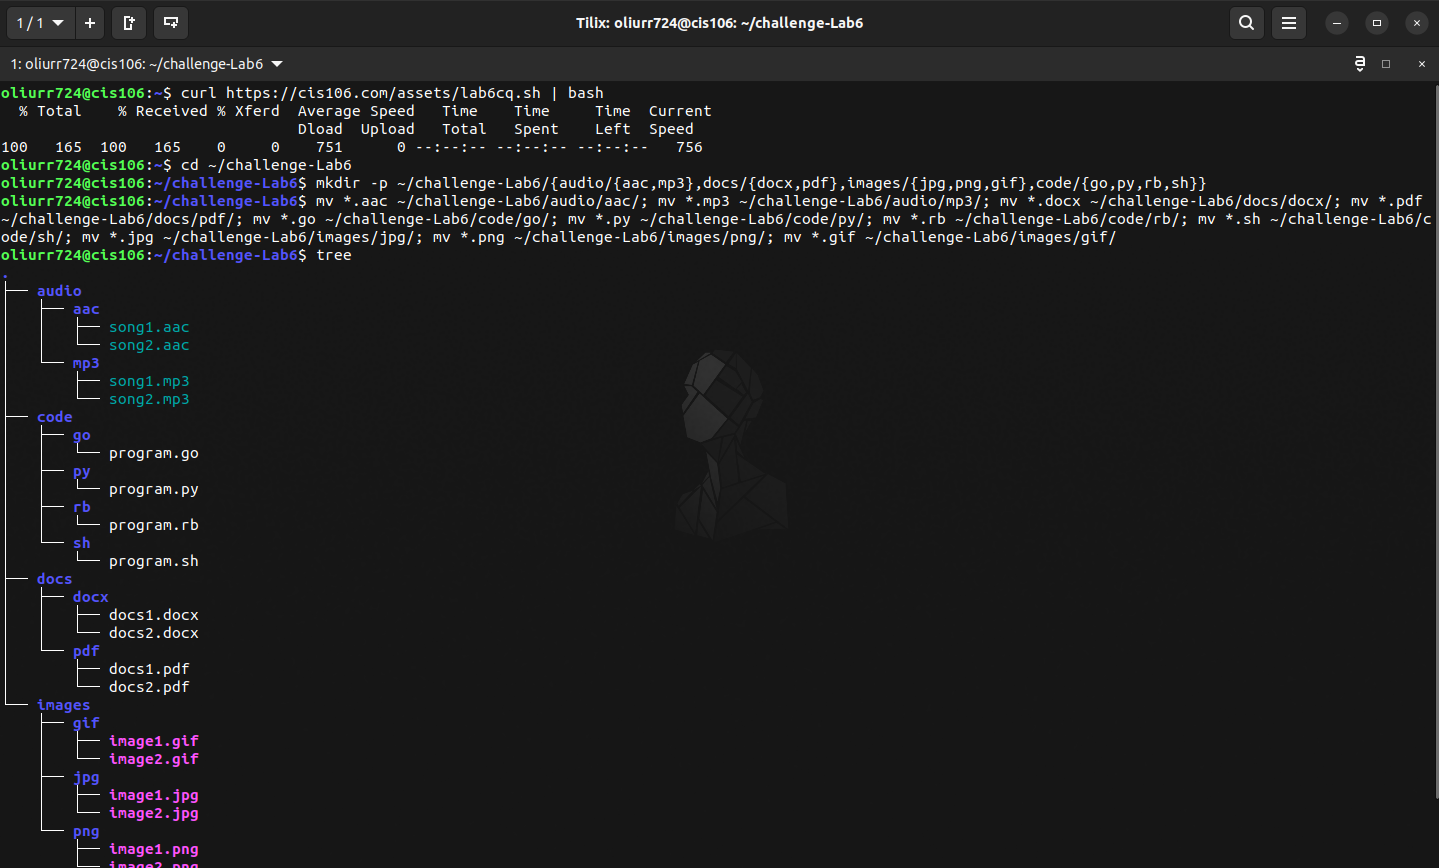 1 / 1
Tilix: oliurr724@cis106: ~/challenge-Lab6
1: oliurr724@cis106: ~/challenge-Lab6
oliurr724@cis106:~$ curl https://cis106.com/assets/lab6cq.sh | bash
  % Total    % Received % Xferd  Average Speed   Time    Time     Time  Current
                                 Dload  Upload   Total   Spent    Left  Speed
100   165  100   165    0     0    751      0 --:--:-- --:--:-- --:--:--   756
oliurr724@cis106:~$ cd ~/challenge-Lab6
oliurr724@cis106:~/challenge-Lab6$ mkdir -p ~/challenge-Lab6/{audio/{aac,mp3},docs/{docx,pdf},images/{jpg,png,gif},code/{go,py,rb,sh}}
oliurr724@cis106:~/challenge-Lab6$ mv *.aac ~/challenge-Lab6/audio/aac/; mv *.mp3 ~/challenge-Lab6/audio/mp3/; mv *.docx ~/challenge-Lab6/docs/docx/; mv *.pdf
~/challenge-Lab6/docs/pdf/; mv *.go ~/challenge-Lab6/code/go/; mv *.py ~/challenge-Lab6/code/py/; mv *.rb ~/challenge-Lab6/code/rb/; mv *.sh ~/challenge-Lab6/c
ode/sh/; mv *.jpg ~/challenge-Lab6/images/jpg/; mv *.png ~/challenge-Lab6/images/png/; mv *.gif ~/challenge-Lab6/images/gif/
oliurr724@cis106:~/challenge-Lab6$ tree
.
├── audio
│   ├── aac
│   │   ├── song1.aac
│   │   └── song2.aac
│   └── mp3
│       ├── song1.mp3
│       └── song2.mp3
├── code
│   ├── go
│   │   └── program.go
│   ├── py
│   │   └── program.py
│   ├── rb
│   │   └── program.rb
│   └── sh
│       └── program.sh
├── docs
│   ├── docx
│   │   ├── docs1.docx
│   │   └── docs2.docx
│   └── pdf
│       ├── docs1.pdf
│       └── docs2.pdf
└── images
    ├── gif
    │   ├── image1.gif
    │   └── image2.gif
    ├── jpg
    │   ├── image1.jpg
    │   └── image2.jpg
    └── png
        ├── image1.png
        └── image2.png